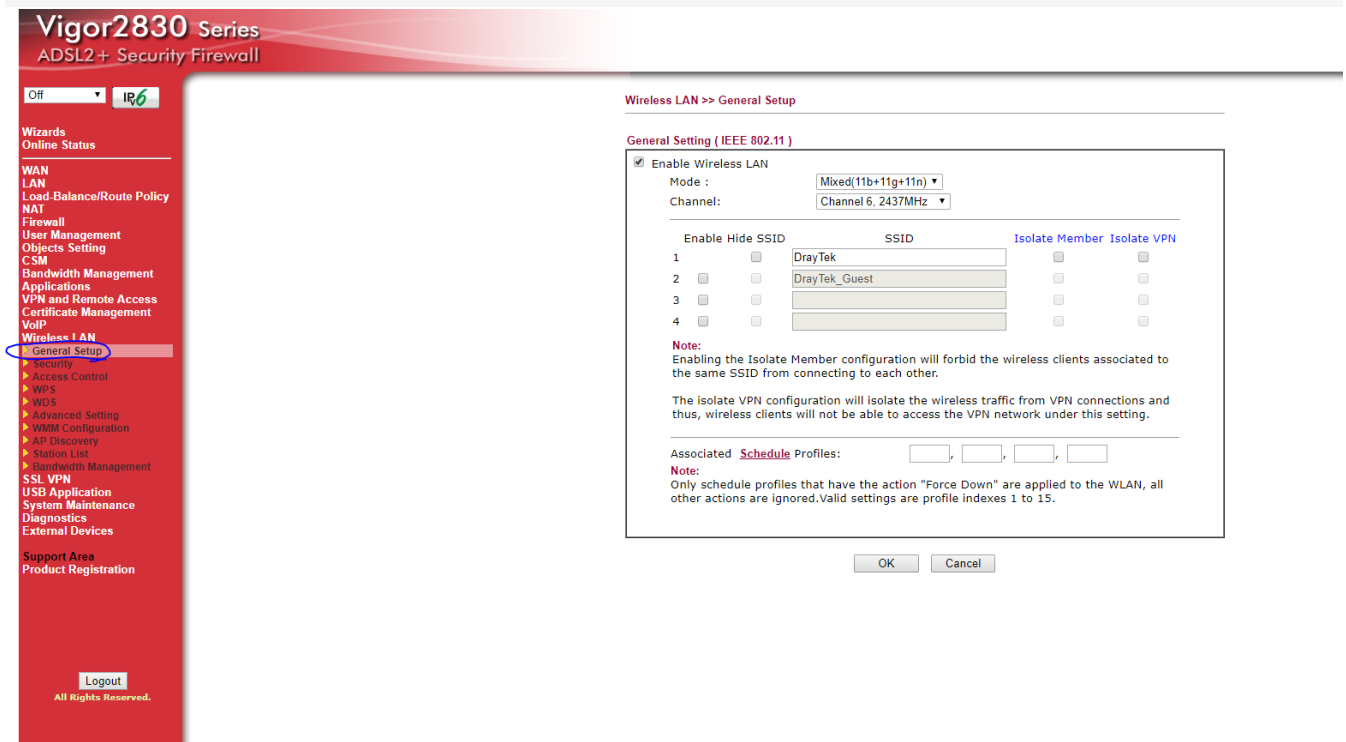 Vigor2830 Series
ADSL2+ Security Firewall
Off
IPv6
Wizards
Online Status
WAN
LAN
Load-Balance/Route Policy
NAT
Firewall
User Management
Objects Setting
CSM
Bandwidth Management
Applications
VPN and Remote Access
Certificate Management
VoIP
Wireless LAN
General Setup
Security
Access Control
WPS
WDS
Advanced Setting
WMM Configuration
AP Discovery
Station List
Bandwidth Management
SSL VPN
USB Application
System Maintenance
Diagnostics
External Devices
Support Area
Product Registration
Logout
All Rights Reserved.
Wireless LAN >> General Setup
General Setting ( IEEE 802.11 )
Enable Wireless LAN
Mode : Mixed(11b+11g+11n)
Channel: Channel 6, 2437MHz
Enable Hide SSID SSID Isolate Member Isolate VPN
1 DrayTek
2 DrayTek_Guest
3
4
Note:
Enabling the Isolate Member configuration will forbid the wireless clients associated to
the same SSID from connecting to each other.
The isolate VPN configuration will isolate the wireless traffic from VPN connections and
thus, wireless clients will not be able to access the VPN network under this setting.
Associated Schedule Profiles: , , ,
Note:
Only schedule profiles that have the action "Force Down" are applied to the WLAN, all
other actions are ignored.Valid settings are profile indexes 1 to 15.
OK Cancel